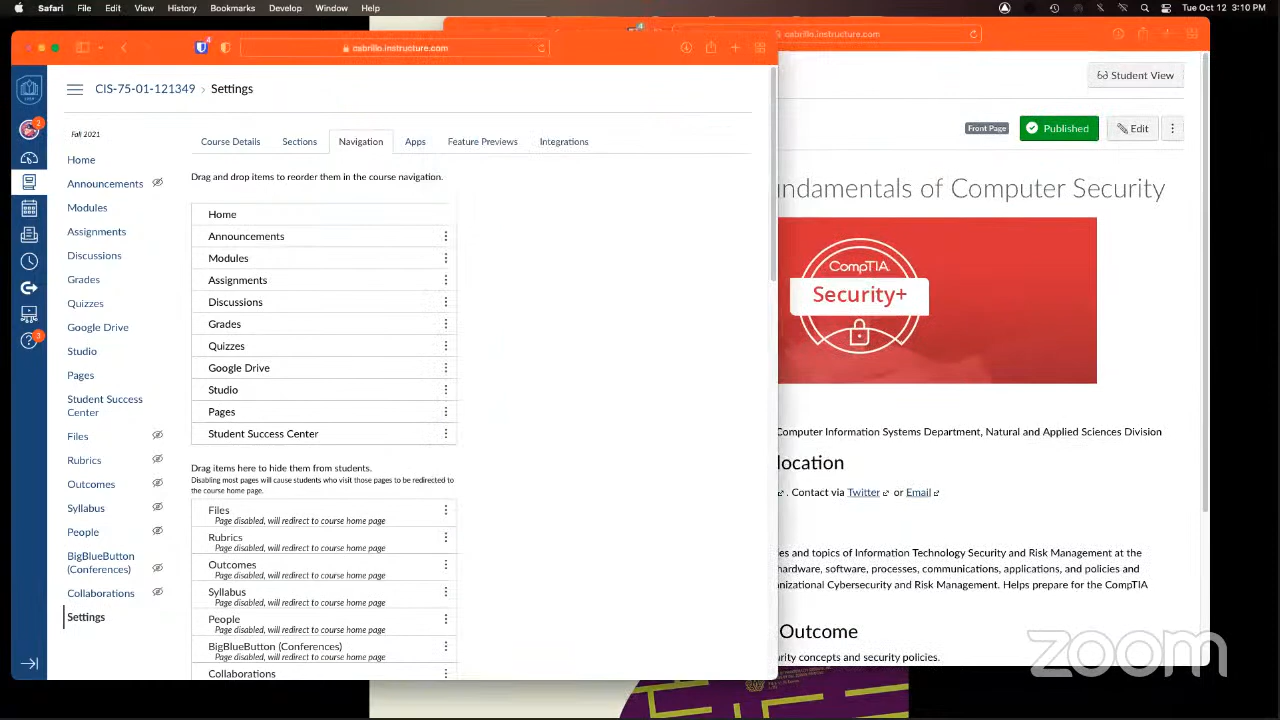 Safari File Edit View History Bookmarks Develop Window Help
Tue Oct 12 3:10 PM
4
cabrillo.instructure.com
4
cabrillo.instructure.com
CIS-75-01-121349 › Settings
Student View
Fall 2021
Home
Announcements
Modules
Assignments
Discussions
Grades
Quizzes
Google Drive
Studio
Pages
Student Success
Center
Files
Rubrics
Outcomes
Syllabus
People
BigBlueButton
(Conferences)
Collaborations
Settings
2
3
Course Details Sections Navigation Apps Feature Previews Integrations
Drag and drop items to reorder them in the course navigation.
Home
Announcements
Modules
Assignments
Discussions
Grades
Quizzes
Google Drive
Studio
Pages
Student Success Center
Drag items here to hide them from students.
Disabling most pages will cause students who visit those pages to be redirected to
the course home page.
Files
Page disabled, will redirect to course home page
Rubrics
Page disabled, will redirect to course home page
Outcomes
Page disabled, will redirect to course home page
Syllabus
Page disabled, will redirect to course home page
People
Page disabled, will redirect to course home page
BigBlueButton (Conferences)
Page disabled, will redirect to course home page
Collaborations
Front Page Published Edit
undamentals of Computer Security
CompTIA
Security+
Computer Information Systems Department, Natural and Applied Sciences Division
location
. Contact via Twitter or Email
es and topics of Information Technology Security and Risk Management at the
hardware, software, processes, communications, applications, and policies and
nizational Cybersecurity and Risk Management. Helps prepare for the CompTIA
Outcome
rity concepts and security policies.
zoom